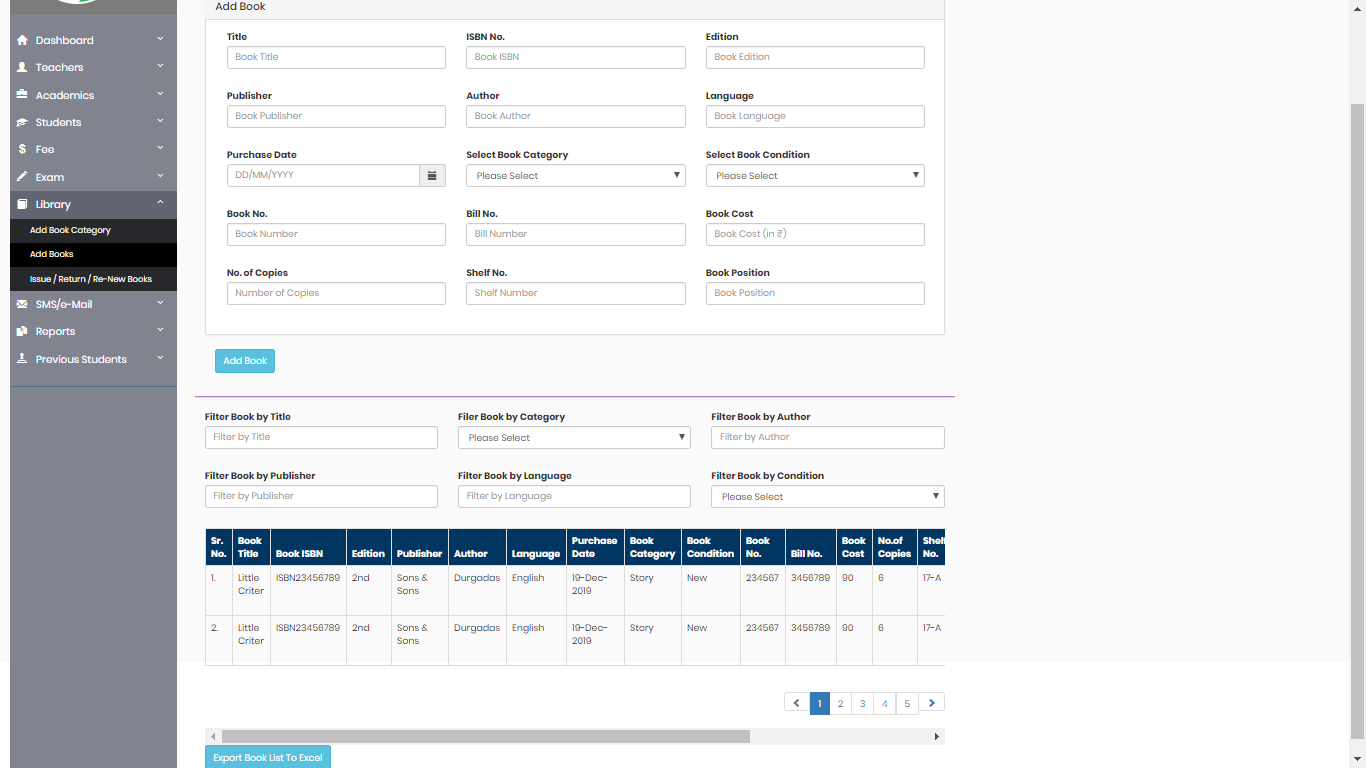 Add Book
Dashboard
Teachers
Academics
Students
Fee
Exam
Library
Add Book Category
Add Books
Issue / Return / Re-New Books
SMS/e-Mail
Reports
Previous Students
Title ISBN No. Edition
Book Title Book ISBN Book Edition
Publisher Author Language
Book Publisher Book Author Book Language
Purchase Date Select Book Category Select Book Condition
DD/MM/YYYY Please Select Please Select
Book No. Bill No. Book Cost
Book Number Bill Number Book Cost (in ₹)
No. of Copies Shelf No. Book Position
Number of Copies Shelf Number Book Position
Add Book
Filter Book by Title Filer Book by Category Filter Book by Author
Filter by Title Please Select Filter by Author
Filter Book by Publisher Filter Book by Language Filter Book by Condition
Filter by Publisher Filter by Language Please Select
Sr. Book Purchase Book Book Book Book No.of Shelf
No. Title Book ISBN Edition Publisher Author Language Date Category Condition No. Bill No. Cost Copies No.
1. Little ISBN23456789 2nd Sons & Durgadas English 19-Dec- Story New 234567 3456789 90 6 17-A
Criter Sons 2019
2. Little ISBN23456789 2nd Sons & Durgadas English 19-Dec- Story New 234567 3456789 90 6 17-A
Criter Sons 2019
1 2 3 4 5
Export Book List To Excel